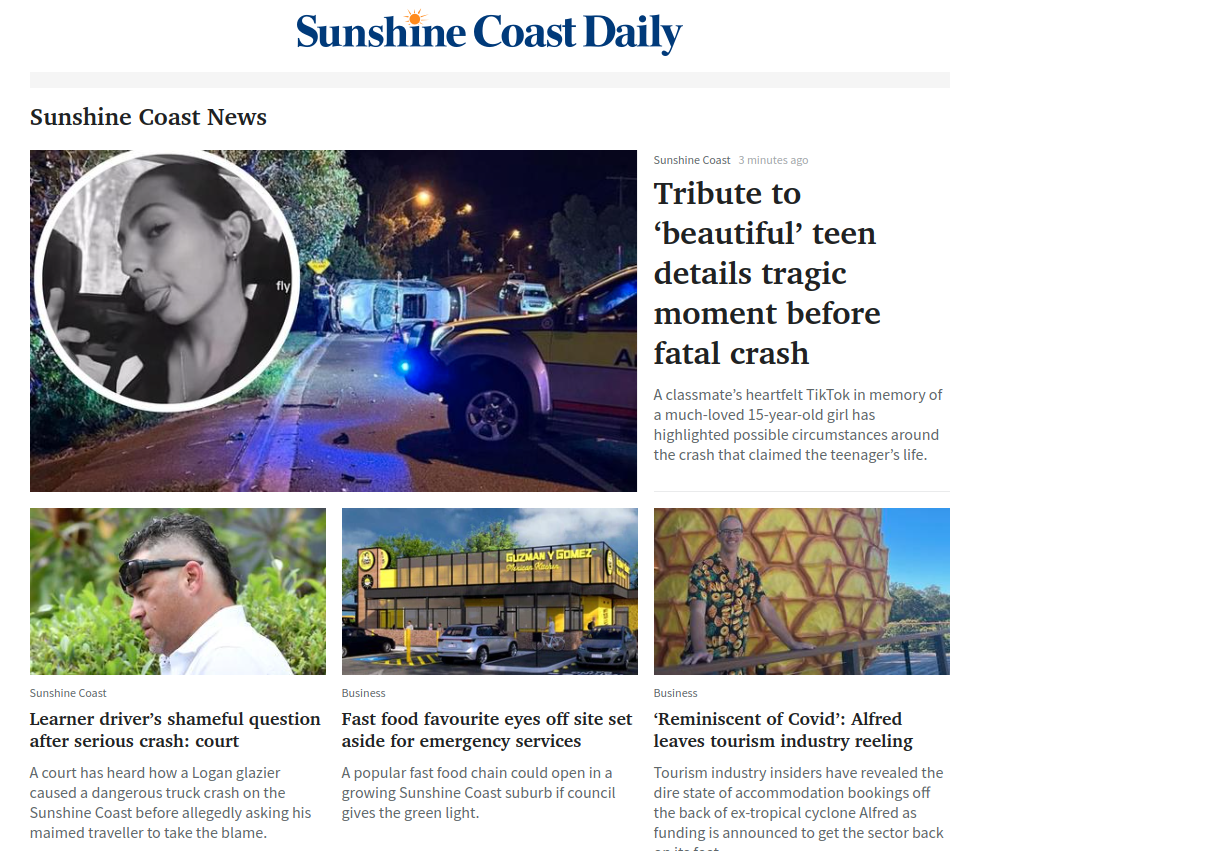 Sunshine Coast Daily
Sunshine Coast News
fly
Sunshine Coast 3 minutes ago
Tribute to
‘beautiful’ teen
details tragic
moment before
fatal crash
A classmate’s heartfelt TikTok in memory of
a much-loved 15-year-old girl has
highlighted possible circumstances around
the crash that claimed the teenager’s life.
GUZMAN Y GOMEZ
Mexican Kitchen
Sunshine Coast
Learner driver’s shameful question
after serious crash: court
A court has heard how a Logan glazier
caused a dangerous truck crash on the
Sunshine Coast before allegedly asking his
maimed traveller to take the blame.
Business
Fast food favourite eyes off site set
aside for emergency services
A popular fast food chain could open in a
growing Sunshine Coast suburb if council
gives the green light.
Business
‘Reminiscent of Covid’: Alfred
leaves tourism industry reeling
Tourism industry insiders have revealed the
dire state of accommodation bookings off
the back of ex-tropical cyclone Alfred as
funding is announced to get the sector back